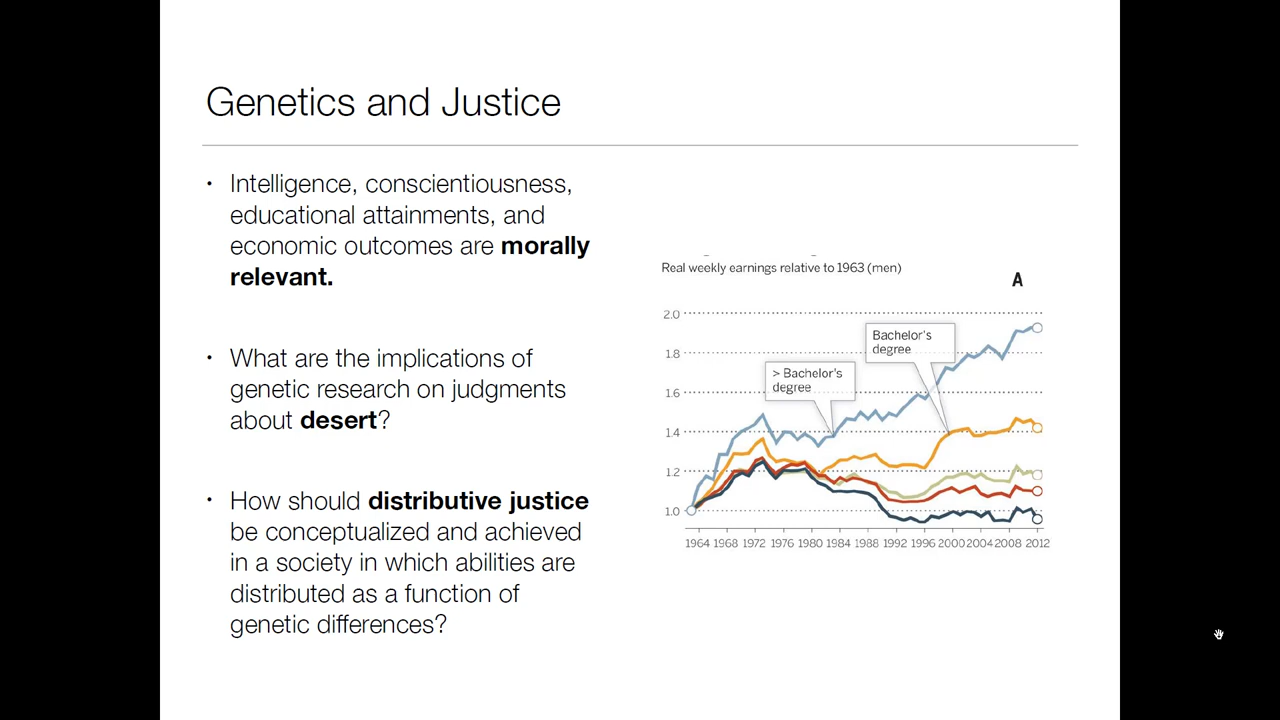 Genetics and Justice
• Intelligence, conscientiousness,
educational attainments, and
economic outcomes are morally
relevant.
• What are the implications of
genetic research on judgments
about desert?
• How should distributive justice
be conceptualized and achieved
in a society in which abilities are
distributed as a function of
genetic differences?
Real weekly earnings relative to 1963 (men)
A
2.0
1.8
1.6
1.4
1.2
1.0
Bachelor's
degree
> Bachelor's
degree
1964 1968 1972 1976 1980 1984 1988 1992 1996 2000 2004 2008 2012